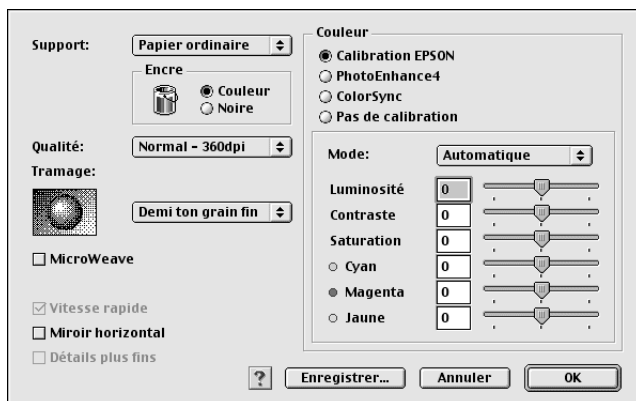 Support:
Papier ordinaire
Encre
Couleur
Noire
Qualité:
Normal - 360dpi
Tramage:
Demi ton grain fin
MicroWeave
Vitesse rapide
Miroir horizontal
Détails plus fins
Couleur
Calibration EPSON
PhotoEnhance4
ColorSync
Pas de calibration
Mode:
Automatique
Luminosité 0
Contraste 0
Saturation 0
Cyan 0
Magenta 0
Jaune 0
?
Enregistrer...
Annuler
OK